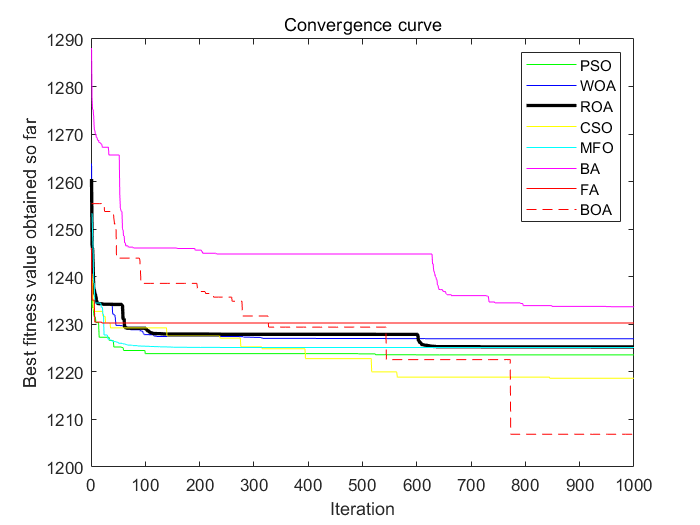 Convergence curve
1290
1280
1270
1260
1250
1240
1230
1220
1210
1200
Best fitness value obtained so far
PSO
WOA
ROA
CSO
MFO
BA
FA
BOA
0 100 200 300 400 500 600 700 800 900 1000
Iteration